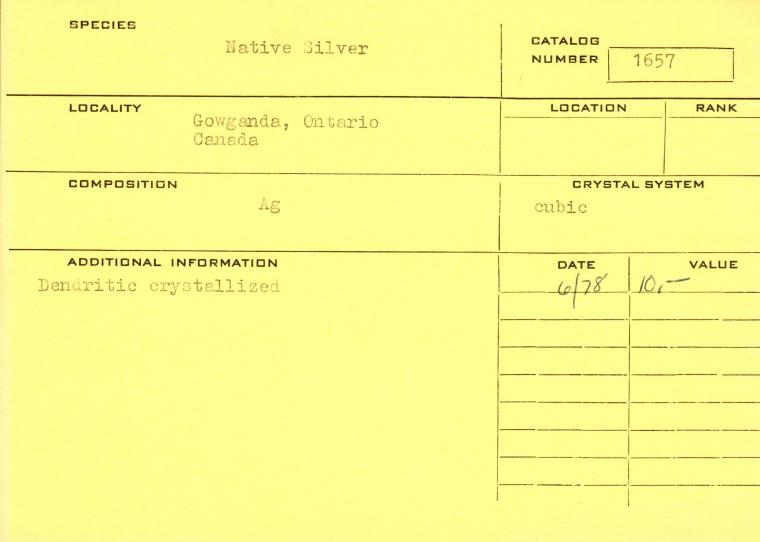 SPECIES
Native Silver
CATALOG
NUMBER 1657
LOCALITY
Gowganda, Ontario
Canada
LOCATION RANK
COMPOSITION
Ag
CRYSTAL SYSTEM
cubic
ADDITIONAL INFORMATION
Dendritic crystallized
DATE VALUE
6/78 10,—